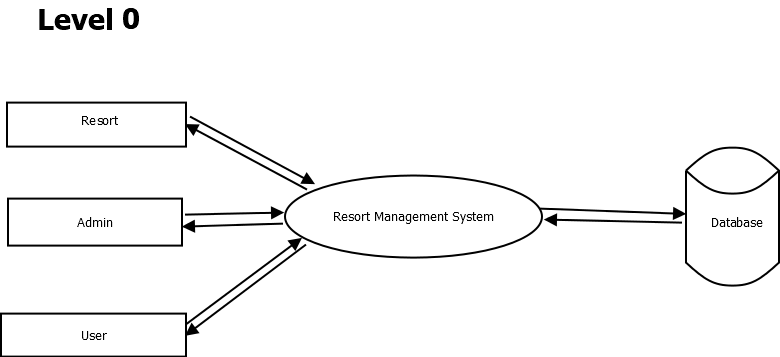 Level 0
Resort
Resort Management System
Admin
Database
User